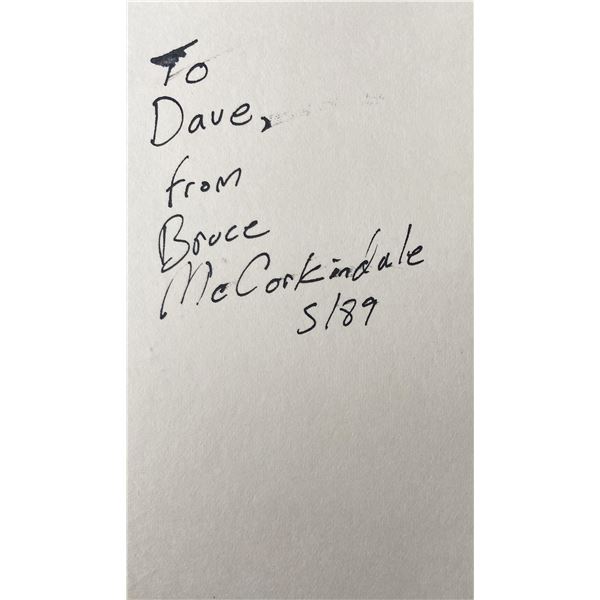 To
Dave,
from
Bruce
McCorkindale
5/89